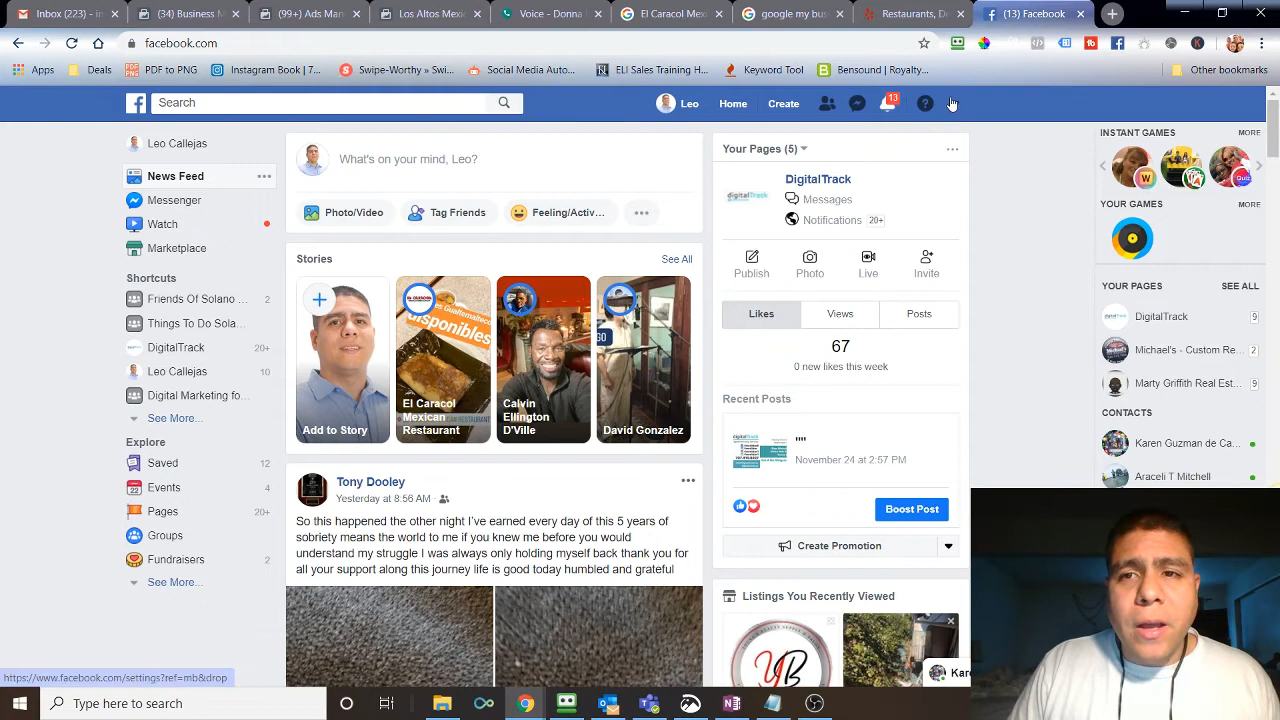 Inbox (223) - in
(34) Business M
(99+) Ads Mana
Los Altos Mexic
Voice - Donna
El Caracol Mexi
google my bus
Restaurants, De
(13) Facebook
facebook.com
Apps
Deals
PDF to PNG
Instagram Book | 7...
Swipe-Worthy » Swi...
Social Media Auto...
ELI Sales Training H...
Keyword Tool
Bensound | Royalty...
Other bookmarks
Search
Leo
Home
Create
13
Leo Callejas
News Feed
Messenger
Watch
Marketplace
Shortcuts
Friends Of Solano ... 2
Things To Do Sola...
DigitalTrack 20+
Leo Callejas 10
Digital Marketing fo...
See More...
Explore
Saved 12
Events 22
Pages 20+
Groups
Fundraisers 2
See More...
https://www.facebook.com/settings?ref=mb&drop
What's on your mind, Leo?
Photo/Video
Tag Friends
Feeling/Activ...
Stories
See All
Add to Story
disponibles
El Caracol
Mexican
Restaurant
Calvin
Ellington
D'Ville
David Gonzalez
Tony Dooley
Yesterday at 8:56 AM
So this happened the other night I've earned every day of this 5 years of
sobriety means the world to me if you knew me before you would
understand my struggle I was always only holding myself back thank you for
all your support along this journey life is good today humbled and grateful
Your Pages (5)
digitalTrack
DigitalTrack
Messages
Notifications 20+
Publish
Photo
Live
Invite
Likes
Views
Posts
67
0 new likes this week
Recent Posts
digitalTrack
""
November 24 at 2:57 PM
Boost Post
Create Promotion
Listings You Recently Viewed
YB
Kar
INSTANT GAMES
MORE
W
Quiz
YOUR GAMES
MORE
YOUR PAGES
SEE ALL
DigitalTrack 9
Michael's - Custom Re... 2
Marty Griffith Real Est... 9
CONTACTS
Karen Guzman de Ca...
Araceli T Mitchell
Type here to search